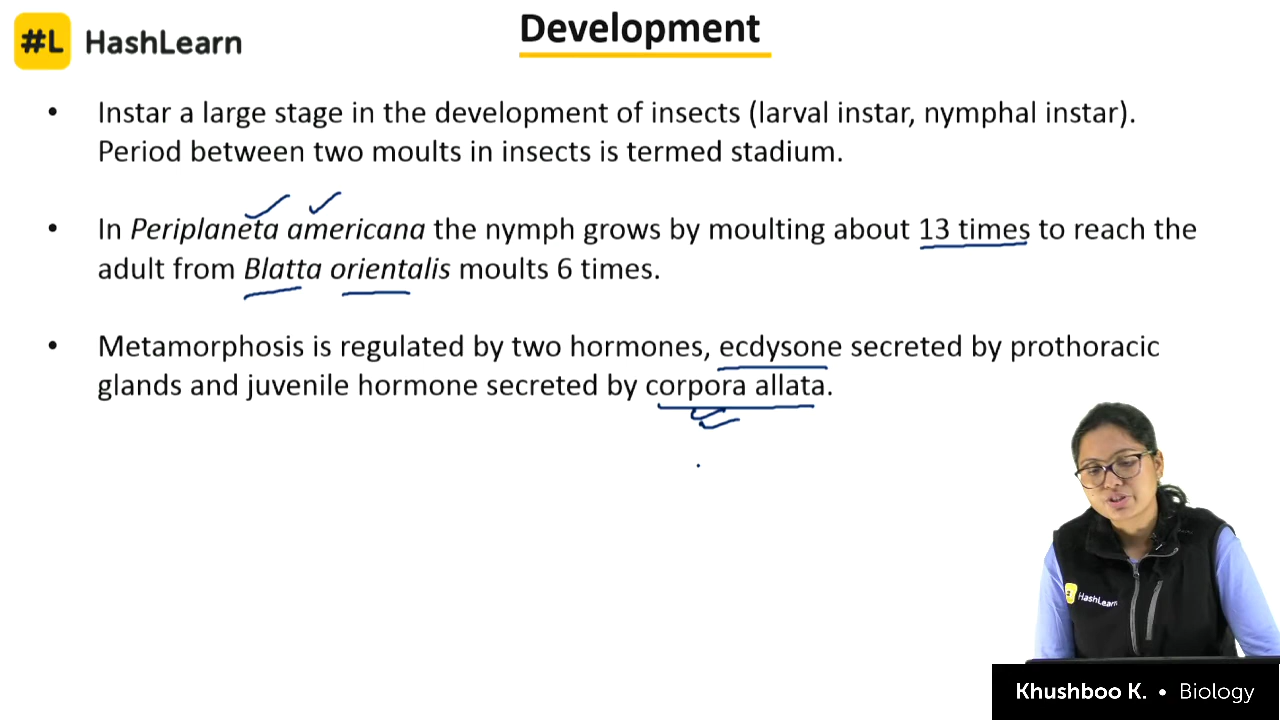 #L HashLearn
Development
• Instar a large stage in the development of insects (larval instar, nymphal instar).
Period between two moults in insects is termed stadium.
• In Periplaneta americana the nymph grows by moulting about 13 times to reach the
adult from Blatta orientalis moults 6 times.
• Metamorphosis is regulated by two hormones, ecdysone secreted by prothoracic
glands and juvenile hormone secreted by corpora allata.
HashLearn
Khushboo K. • Biology